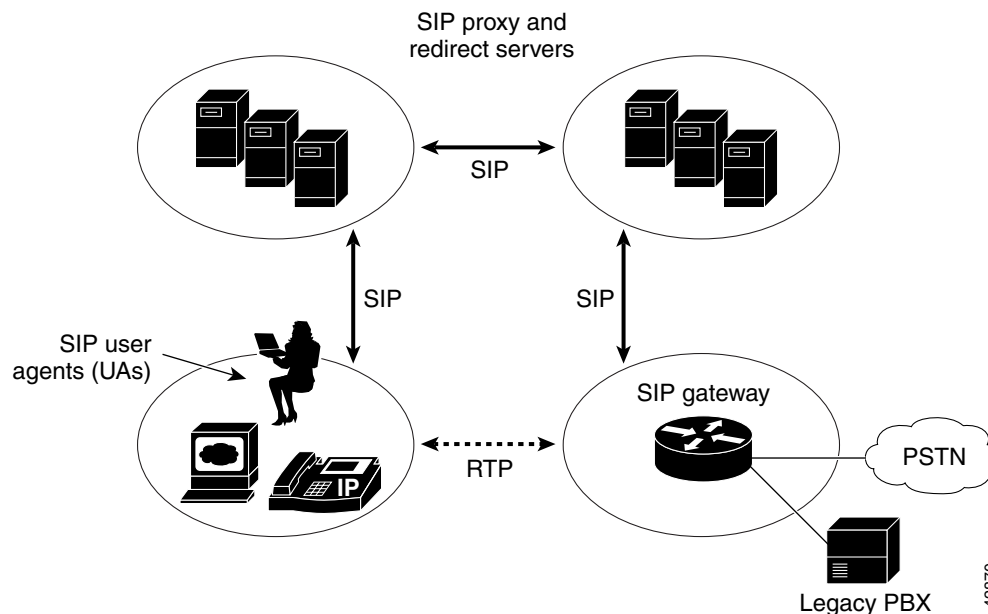 SIP proxy and
redirect servers
SIP
SIP
SIP
SIP user
agents (UAs)
SIP gateway
RTP
IP
PSTN
Legacy PBX